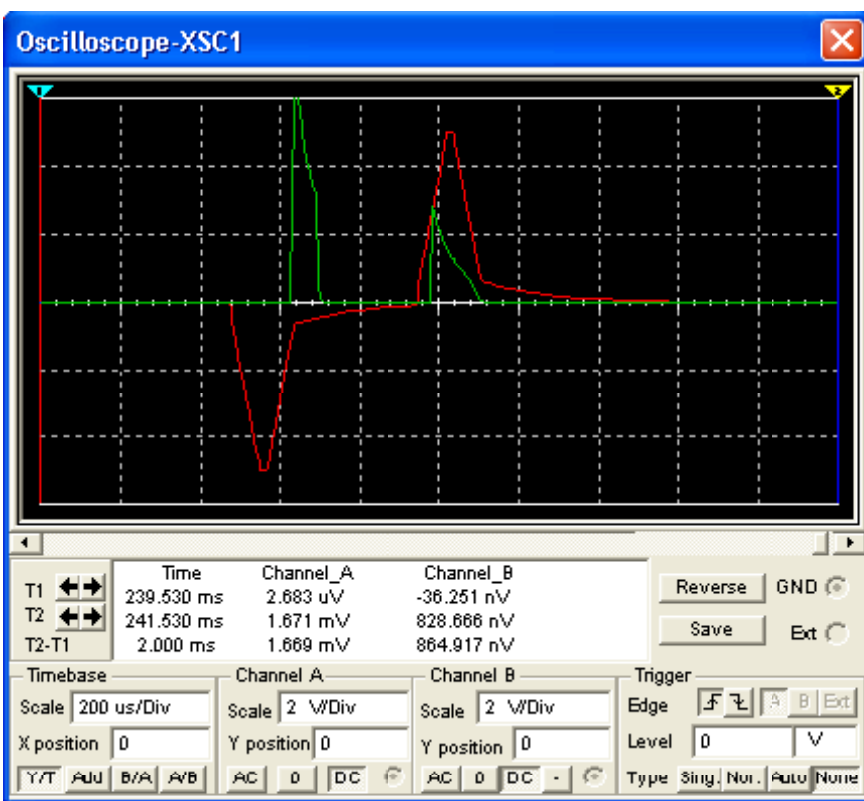 Oscilloscope-XSC1
1 2
Time Channel_A Channel_B
T1 239.530 ms 2.683 uV -36.251 nV
T2 241.530 ms 1.671 mV 828.666 nV
T2-T1 2.000 ms 1.669 mV 864.917 nV
Reverse GND
Save Ext
Timebase Channel A Channel B Trigger
Scale 200 us/Div Scale 2 V/Div Scale 2 V/Div Edge A B Ext
X position 0 Y position 0 Y position 0 Level 0 V
Y/T Add B/A A/B AC 0 DC AC 0 DC - Type Sing. Nor. Auto None